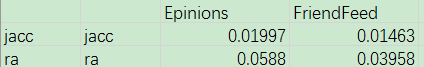 Epinions FriendFeed
jacc jacc 0.01997 0.01463
ra ra 0.0588 0.03958